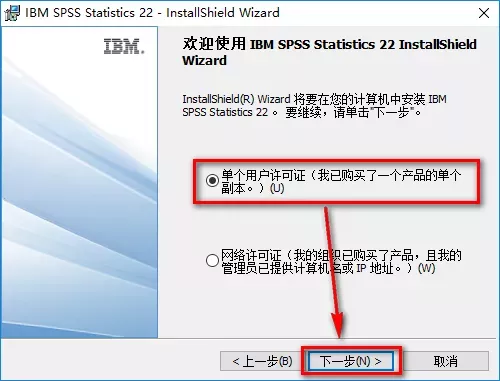 IBM SPSS Statistics 22 - InstallShield Wizard
IBM.
欢迎使用 IBM SPSS Statistics 22 InstallShield
Wizard
InstallShield(R) Wizard 将要在您的计算机中安装 IBM
SPSS Statistics 22 。 要继续，请单击"下一步"。
单个用户许可证（我已购买了一个产品的单个
副本。）(U)
网络许可证（我的组织已购买了产品，且我的
管理员已提供计算机名或 IP 地址。）(W)
< 上一步(B)
下一步(N) >
取消